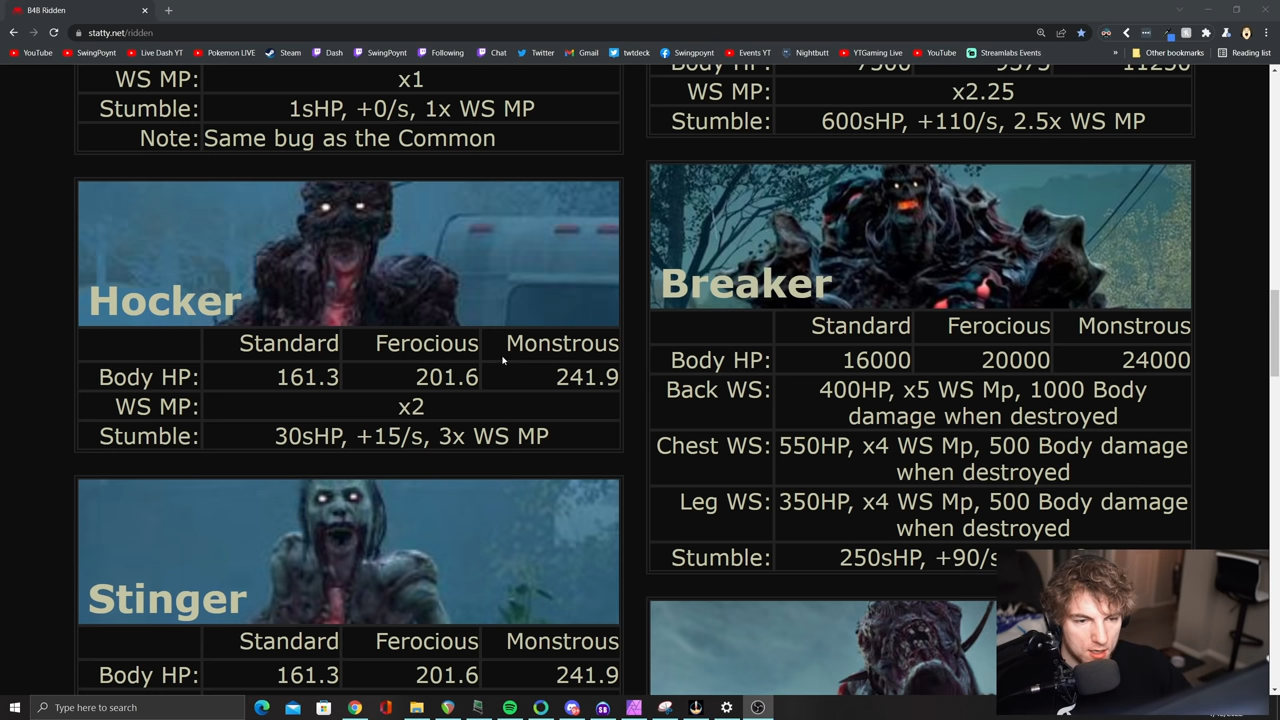 B4B Ridden
statty.net/ridden
YouTube SwingPoynt Live Dash YT Pokemon LIVE Steam Dash SwingPoynt Following Chat Twitter Gmail twtdeck Swingpoynt Events YT Nightbutt YTGaming Live YouTube Streamlabs Events » Other bookmarks Reading list
WS MP: x1
Stumble: 1sHP, +0/s, 1x WS MP
Note: Same bug as the Common
Hocker
Standard Ferocious Monstrous
Body HP: 161.3 201.6 241.9
WS MP: x2
Stumble: 30sHP, +15/s, 3x WS MP
Stinger
Standard Ferocious Monstrous
Body HP: 161.3 201.6 241.9
Body HP: 7500 9375 11250
WS MP: x2.25
Stumble: 600sHP, +110/s, 2.5x WS MP
Breaker
Standard Ferocious Monstrous
Body HP: 16000 20000 24000
Back WS: 400HP, x5 WS Mp, 1000 Body
damage when destroyed
Chest WS: 550HP, x4 WS Mp, 500 Body damage
when destroyed
Leg WS: 350HP, x4 WS Mp, 500 Body damage
when destroyed
Stumble: 250sHP, +90/s
Type here to search